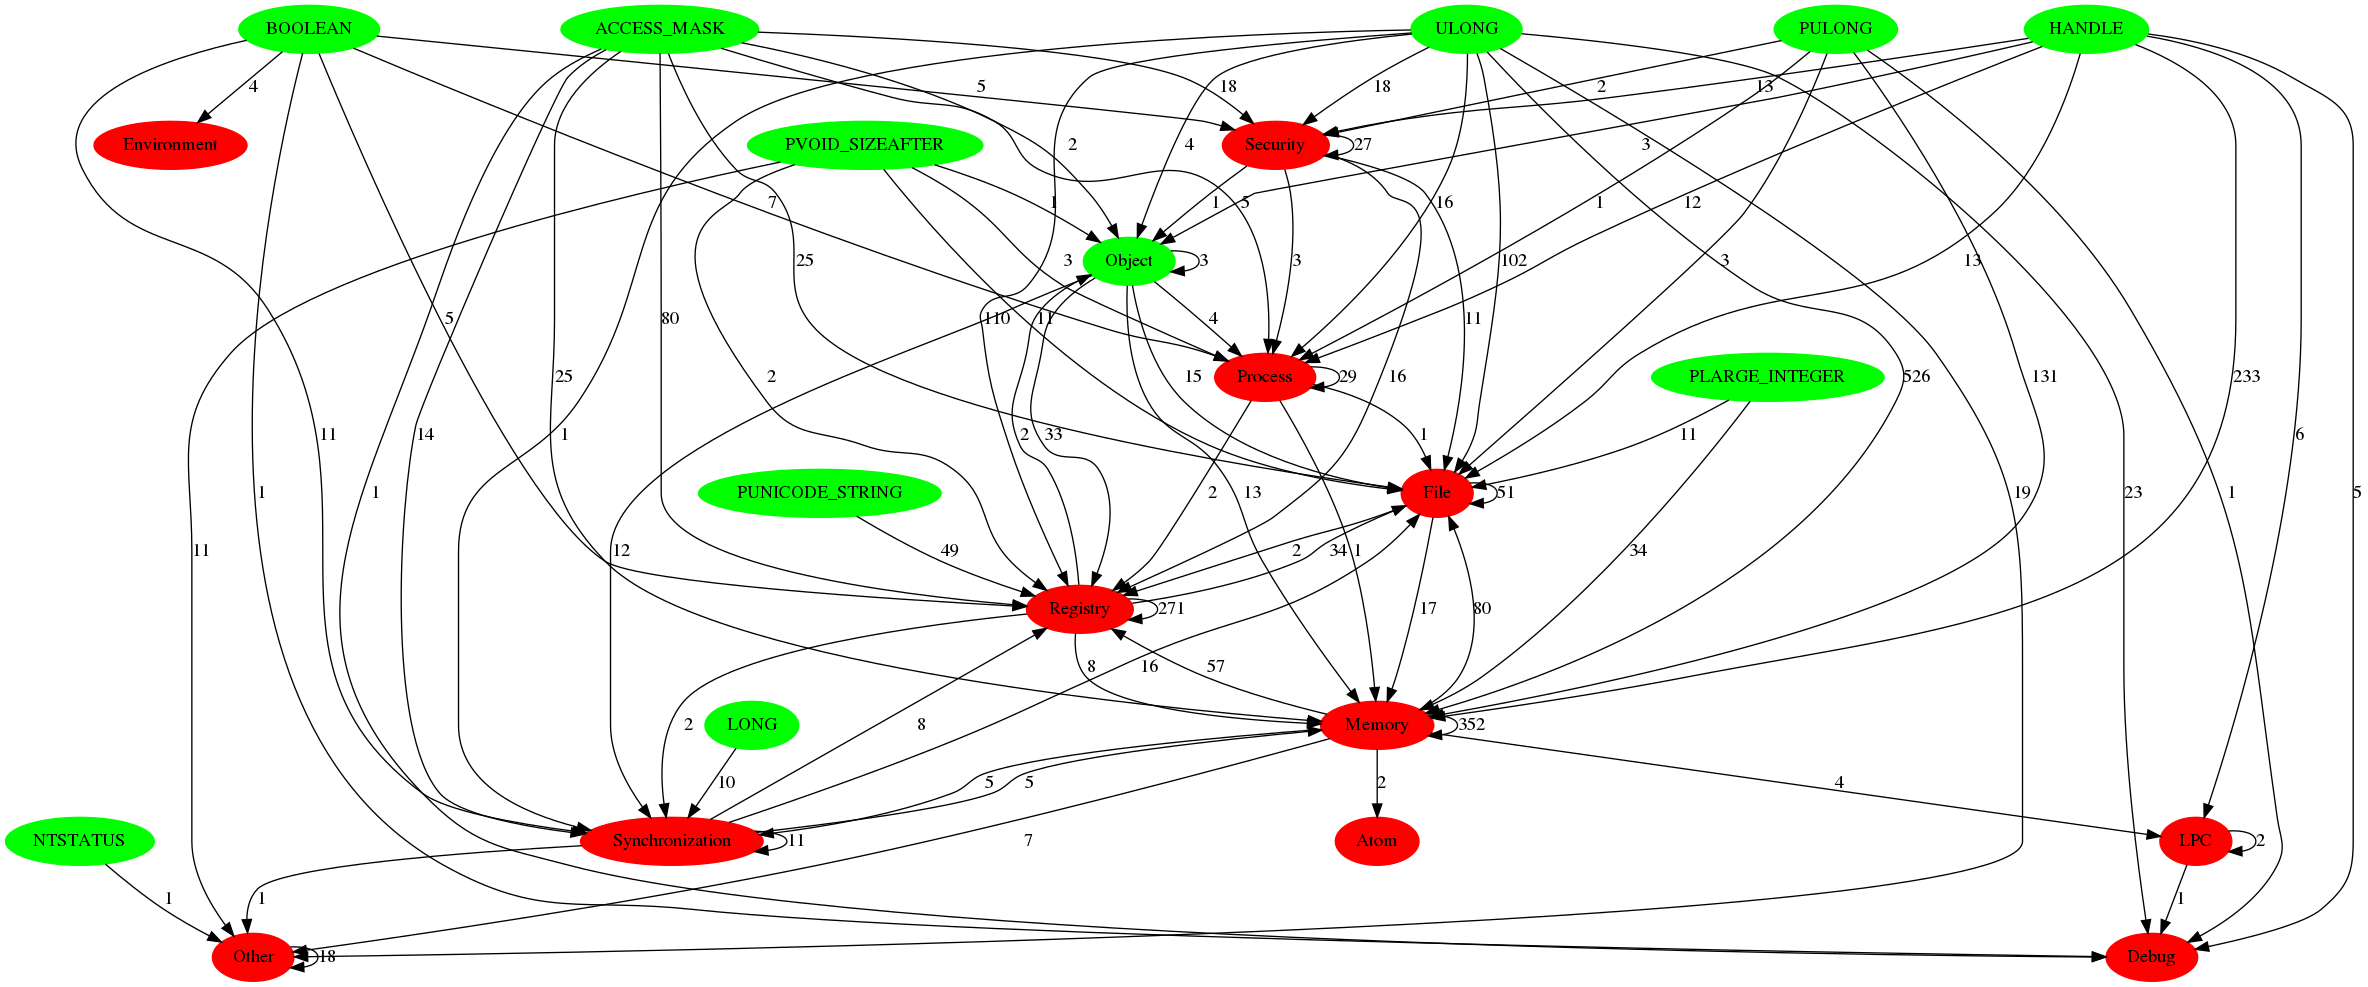 BOOLEAN ACCESS_MASK ULONG PULONG HANDLE
4 5 18 18 2 13
Environment PVOID_SIZEAFTER 2 4 Security 27 3
7 1 1 5 16 1 12
25 3 Object 3 3 102 3 13
5 80 110 11 4 11
25 2 15 Process 29 16 PLARGE_INTEGER 526 131 233
11 14 1 2 33 1 11 6
1 1 PUNICODE_STRING 2 13 File 51 19 23 1 5
11 12 49 2 34 1 34
Registry 271 17 80
8 16 57
2 LONG 8 Memory 352
10 5 5 2 4
NTSTATUS Synchronization 11 7 Atom LPC 2
1 1 1
Other 18 Debug